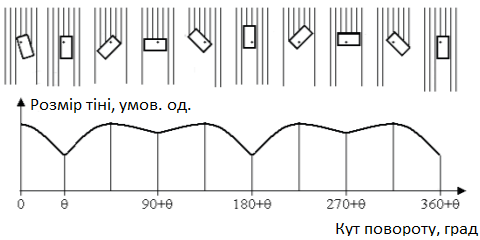 Розмір тіні, умов. од.
0 θ 90+θ 180+θ 270+θ 360+θ
Кут повороту, град